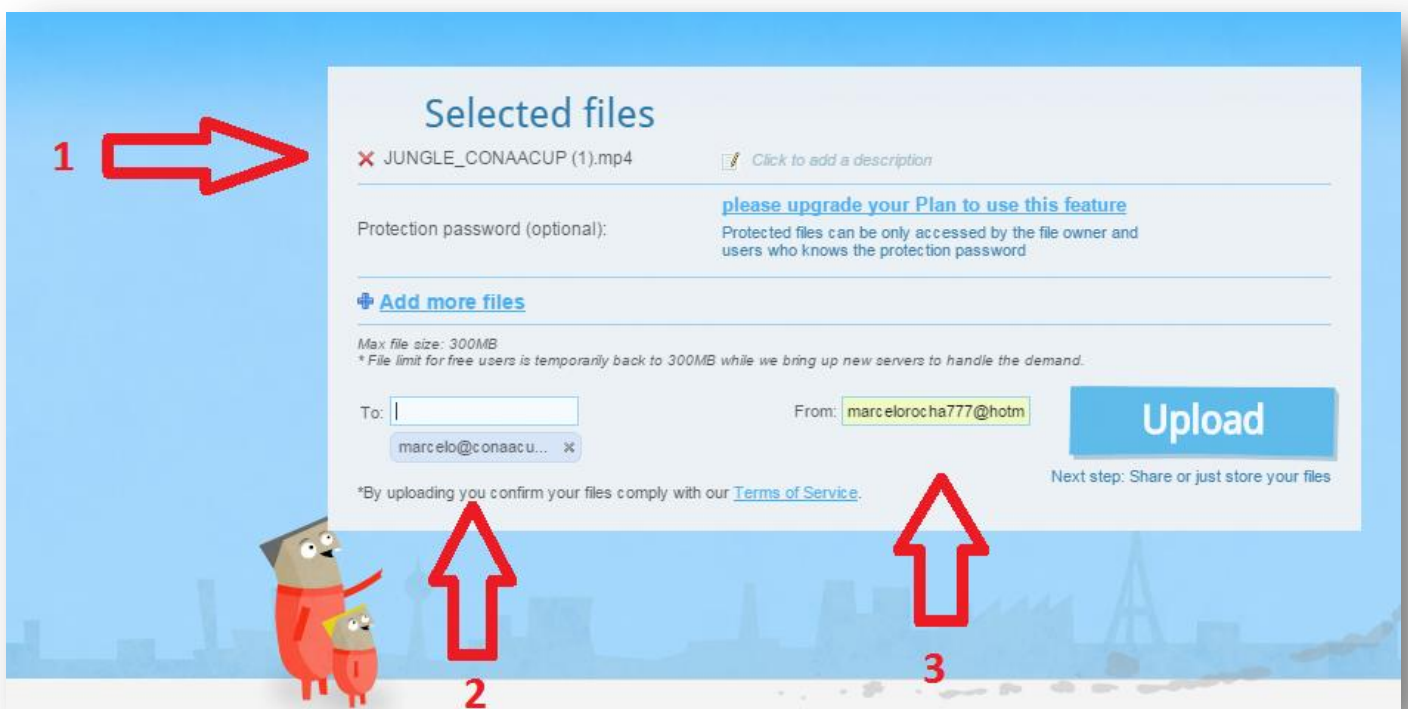 Selected files
1
JUNGLE_CONAACUP (1).mp4
Click to add a description
Protection password (optional):
please upgrade your Plan to use this feature
Protected files can be only accessed by the file owner and
users who knows the protection password
Add more files
Max file size: 300MB
* File limit for free users is temporarily back to 300MB while we bring up new servers to handle the demand.
To:
marcelo@conaacu...
From: marcelorocha777@hotm
Upload
Next step: Share or just store your files
*By uploading you confirm your files comply with our Terms of Service.
2
3